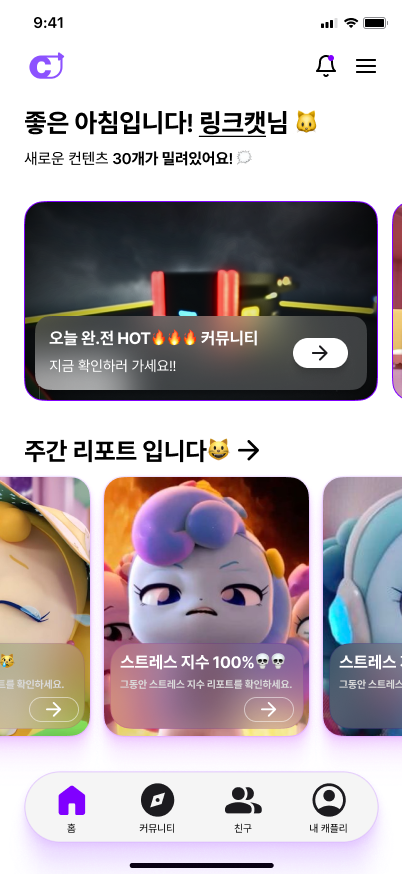 9:41
좋은 아침입니다! 링크캣님 🐱
새로운 컨텐츠 30개가 밀려있어요! 💭
오늘 완.전 HOT🔥🔥🔥 커뮤니티
지금 확인하러 가세요!!
주간 리포트 입니다😺 →
😹
트를 확인하세요.
스트레스 지수 100%💀💀
그동안 스트레스 지수 리포트를 확인하세요.
스트레스
그동안 스트레스
홈
커뮤니티
친구
내 캐폴리